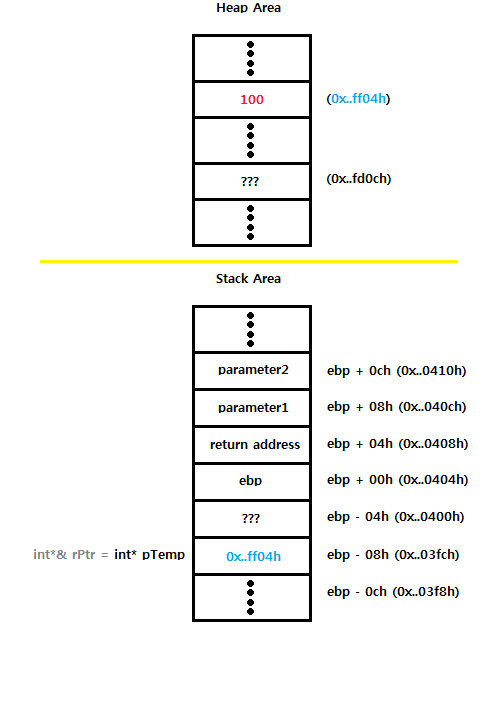 Heap Area
100 (0x..ff04h)
??? (0x..fd0ch)
Stack Area
parameter2 ebp + 0ch (0x..0410h)
parameter1 ebp + 08h (0x..040ch)
return address ebp + 04h (0x..0408h)
ebp ebp + 00h (0x..0404h)
??? ebp - 04h (0x..0400h)
int*& rPtr = int* pTemp 0x..ff04h ebp - 08h (0x..03fch)
ebp - 0ch (0x..03f8h)